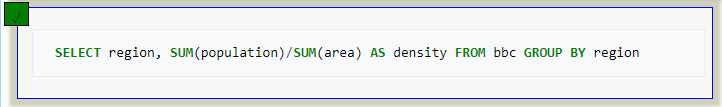 ✓
SELECT region, SUM(population)/SUM(area) AS density FROM bbc GROUP BY region